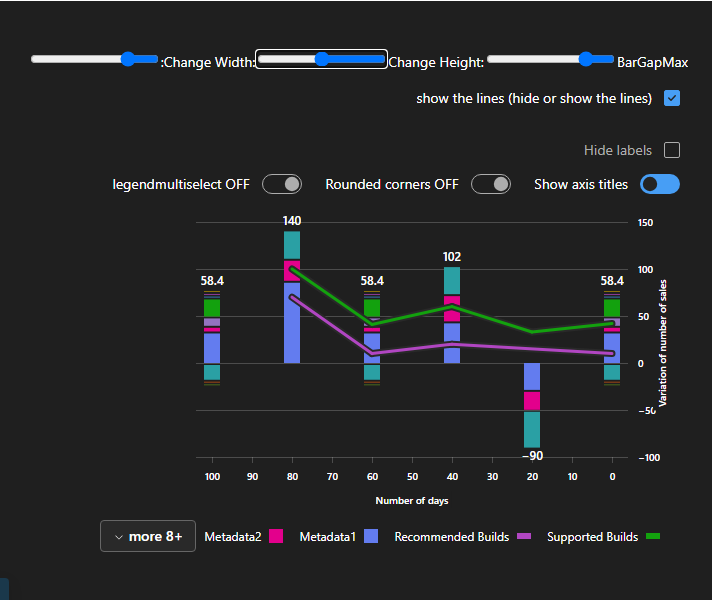 :Change Width: Change Height: BarGapMax
show the lines (hide or show the lines)
Hide labels
legendmultiselect OFF Rounded corners OFF Show axis titles
140
150
102
100
58.4 58.4 58.4
50
0
−50
−90
−100
Variation of number of sales
100 90 80 70 60 50 40 30 20 10 0
Number of days
more 8+ Metadata2 Metadata1 Recommended Builds Supported Builds